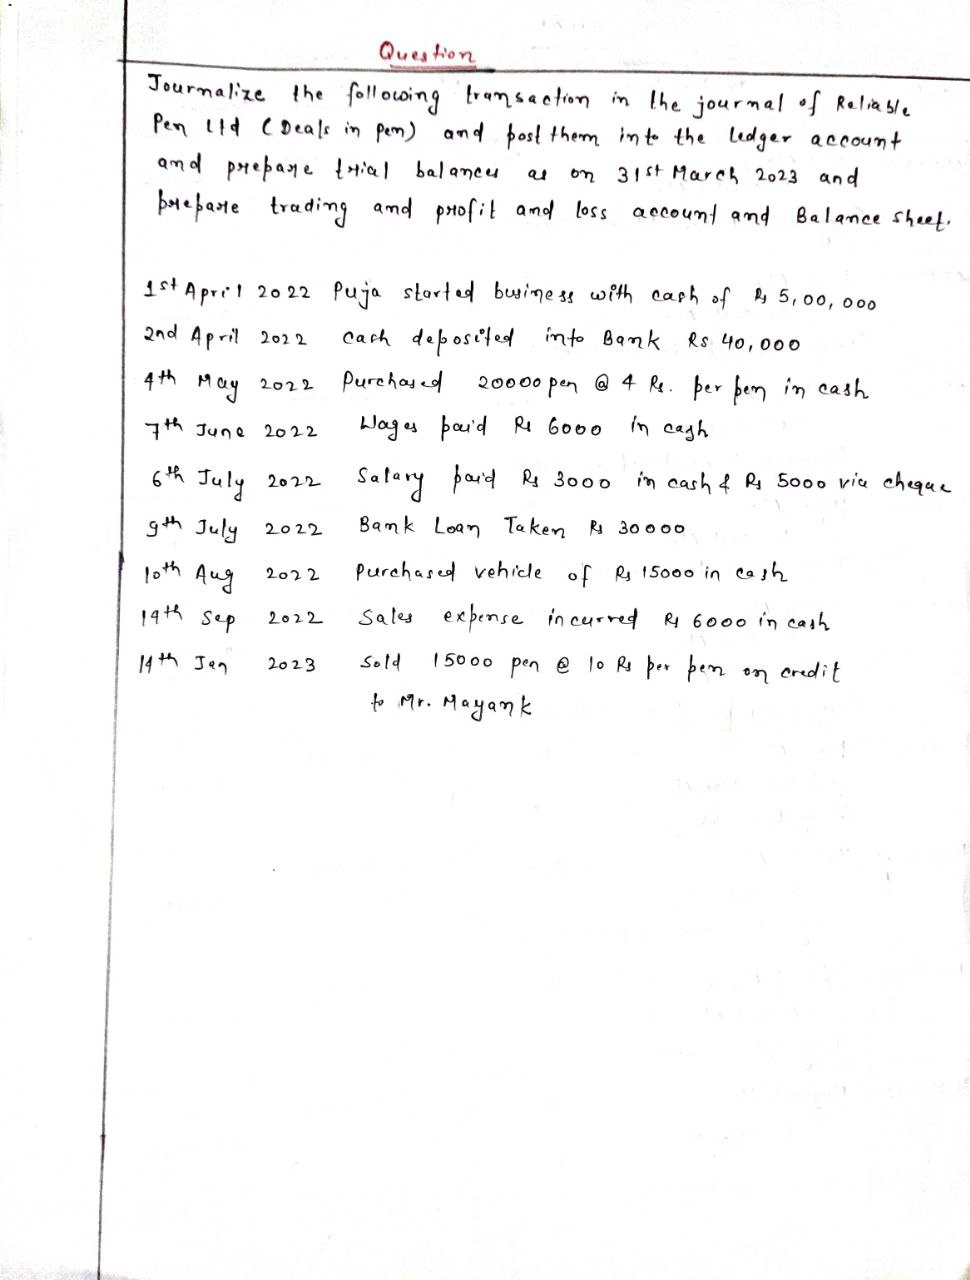 Question
Journalize the following transaction in the journal of Reliable
Pen Ltd (Deals in pen) and post them into the ledger account
and prepare trial balances as on 31st March 2023 and
prepare trading and profit and loss account and Balance sheet.
1st April 2022 Puja started business with cash of Rs 5,00,000
2nd April 2022 cash deposited into Bank Rs 40,000
4th May 2022 Purchased 20000 pen @ 4 Rs. per pen in cash
7th June 2022 Wages paid Rs 6000 in cash
6th July 2022 Salary paid Rs 3000 in cash & Rs 5000 via cheque
9th July 2022 Bank Loan Taken Rs 30000
10th Aug 2022 Purchased vehicle of Rs 15000 in cash
14th Sep 2022 Sales expense incurred Rs 6000 in cash
14th Jan 2023 Sold 15000 pen @ 10 Rs per pen on credit
to Mr. Mayank